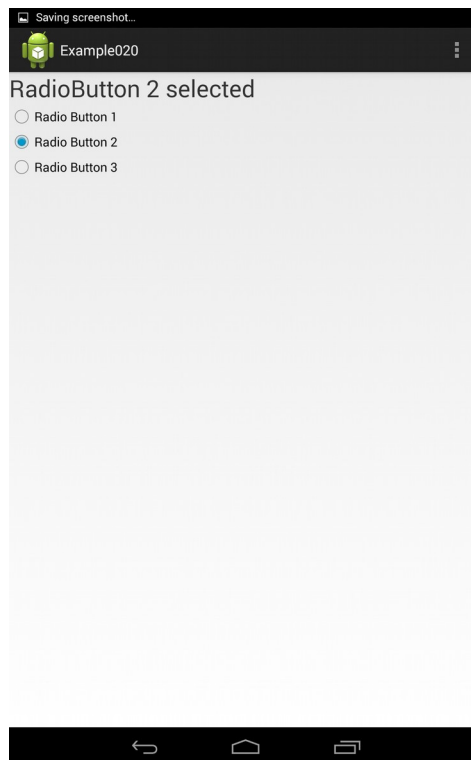 Saving screenshot...
Example020
RadioButton 2 selected
Radio Button 1
Radio Button 2
Radio Button 3